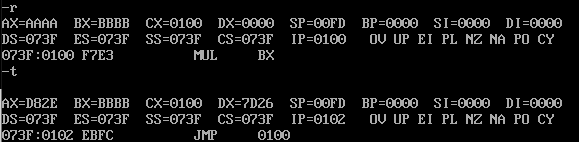 -r
AX=AAAA  BX=BBBB  CX=0100  DX=0000  SP=00FD  BP=0000  SI=0000  DI=0000
DS=073F  ES=073F  SS=073F  CS=073F  IP=0100   OV UP EI PL NZ NA PO CY
073F:0100 F7E3          MUL     BX
-t
AX=D82E  BX=BBBB  CX=0100  DX=7D26  SP=00FD  BP=0000  SI=0000  DI=0000
DS=073F  ES=073F  SS=073F  CS=073F  IP=0102   OV UP EI PL NZ NA PO CY
073F:0102 EBFC          JMP     0100